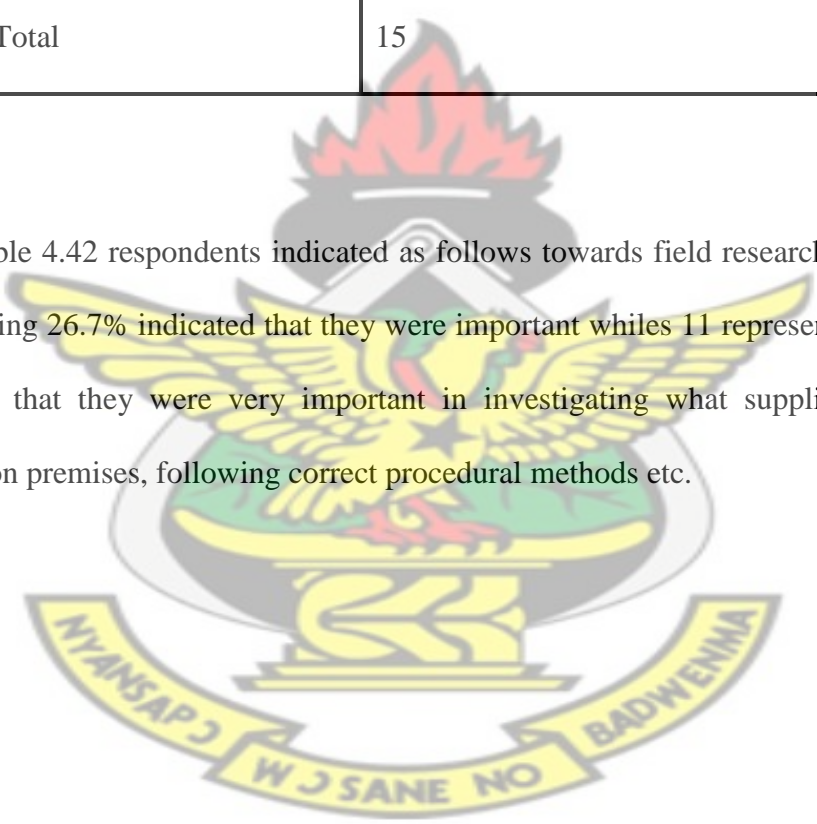 Total 15
ble 4.42 respondents indicated as follows towards field research
ing 26.7% indicated that they were important whiles 11 represen
that they were very important in investigating what suppli
on premises, following correct procedural methods etc.
NYANSAPƆ WƆSANE NO BADWENMA